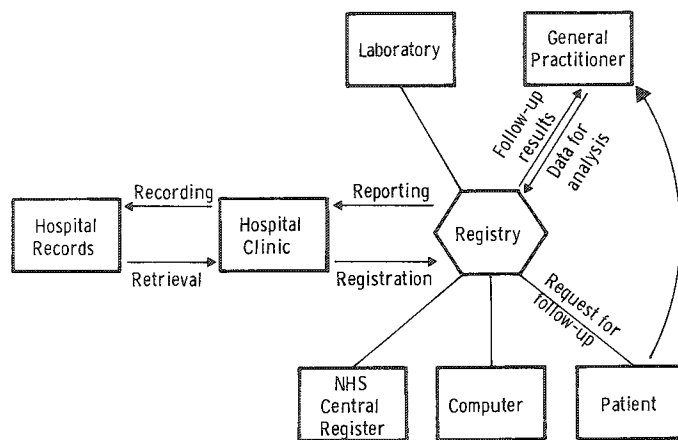 Laboratory
General
Practitioner
Follow-up
results
Data for
analysis
Recording
Reporting
Hospital
Records
Hospital
Clinic
Registry
Retrieval
Registration
Request for
follow-up
NHS
Central
Register
Computer
Patient